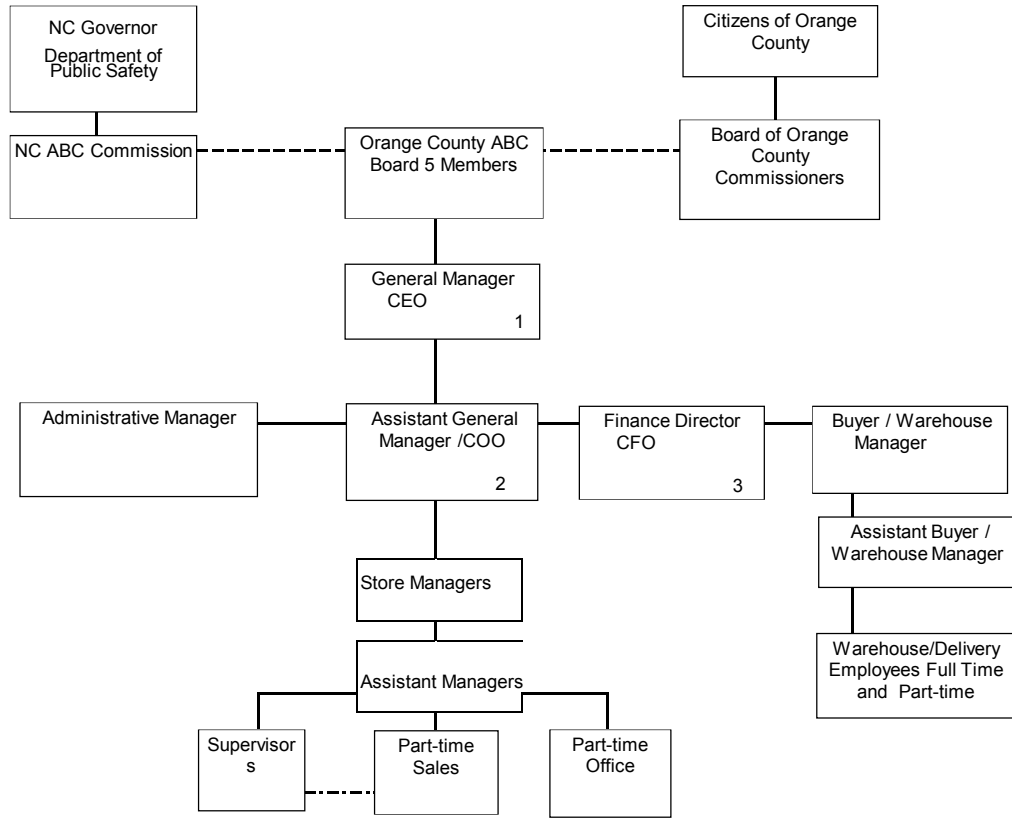 NC Governor
Department of
Public Safety
Citizens of Orange
County
NC ABC Commission
Orange County ABC
Board 5 Members
Board of Orange
County
Commissioners
General Manager
CEO
1
Administrative Manager
Assistant General
Manager /COO
2
Finance Director
CFO
3
Buyer / Warehouse
Manager
Assistant Buyer /
Warehouse Manager
Store Managers
Warehouse/Delivery
Employees Full Time
and Part-time
Assistant Managers
Supervisor
s
Part-time
Sales
Part-time
Office